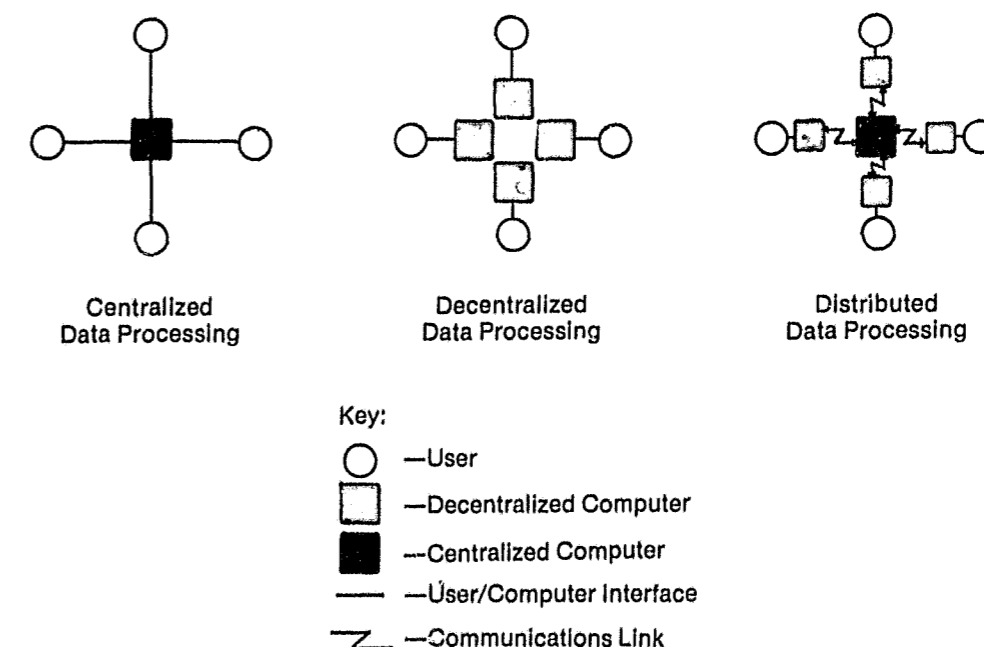 Centralized
Data Processing
Decentralized
Data Processing
Distributed
Data Processing
Key:
—User
—Decentralized Computer
—Centralized Computer
—User/Computer Interface
—Communications Link